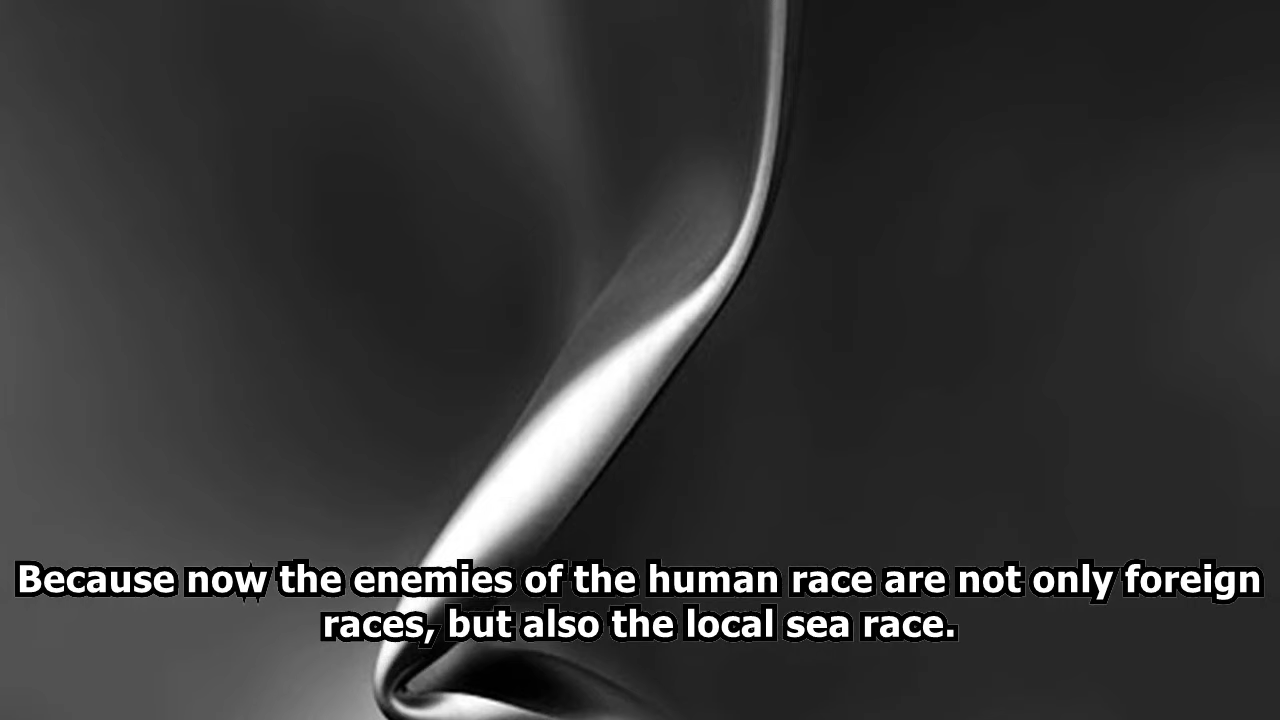 Because now the enemies of the human race are not only foreign
races, but also the local sea race.